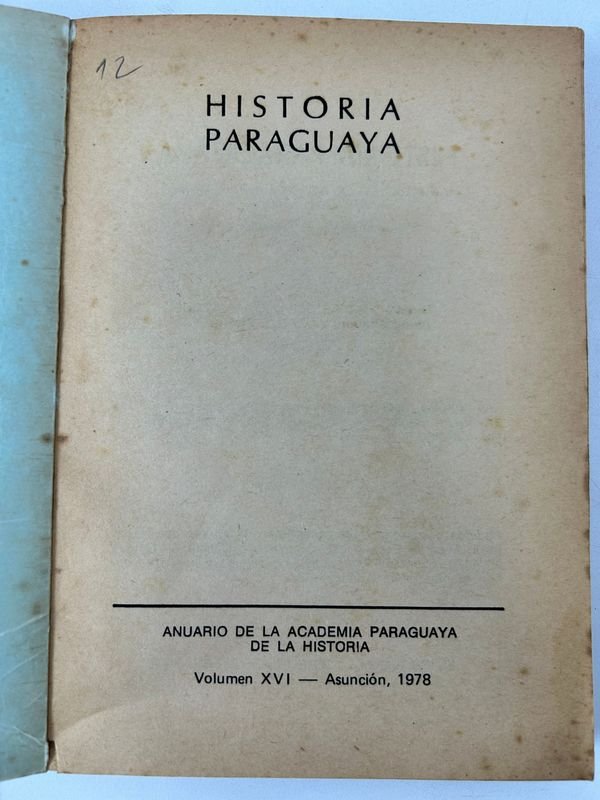 12
HISTORIA
PARAGUAYA
ANUARIO DE LA ACADEMIA PARAGUAYA
DE LA HISTORIA
Volumen XVI — Asunción, 1978